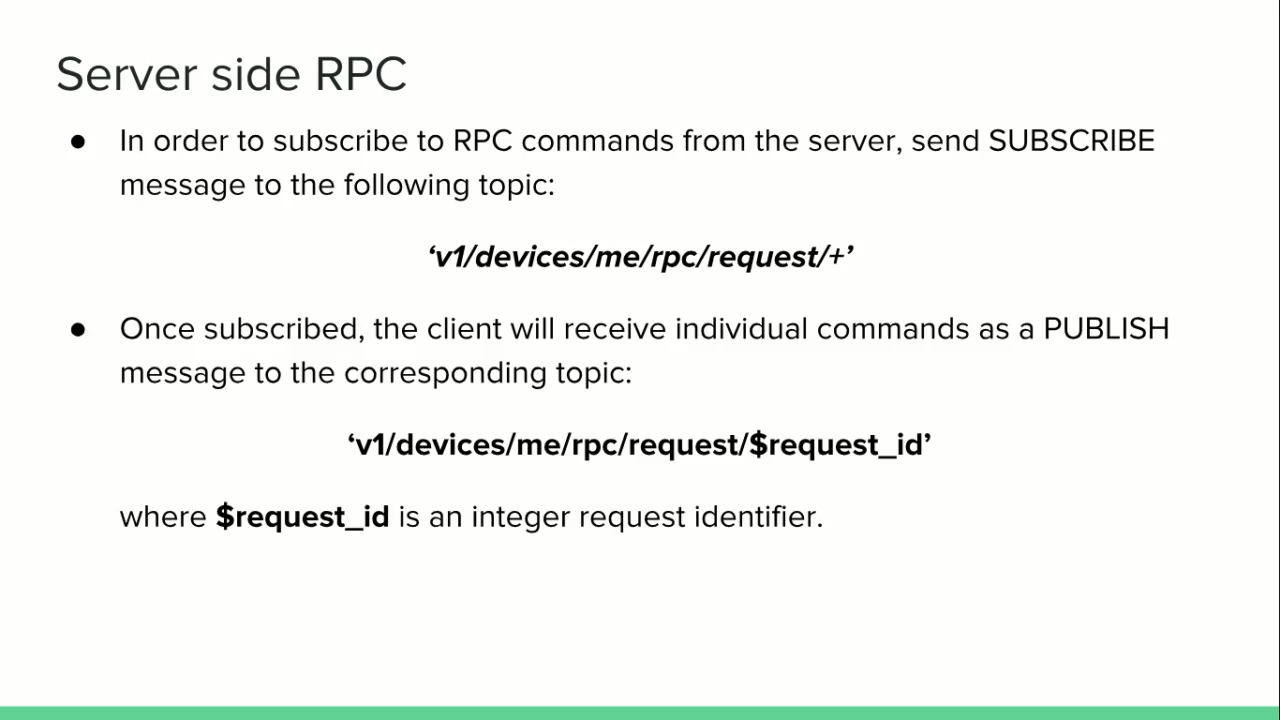 Server side RPC
● In order to subscribe to RPC commands from the server, send SUBSCRIBE
message to the following topic:
‘v1/devices/me/rpc/request/+’
● Once subscribed, the client will receive individual commands as a PUBLISH
message to the corresponding topic:
‘v1/devices/me/rpc/request/$request_id’
where $request_id is an integer request identifier.